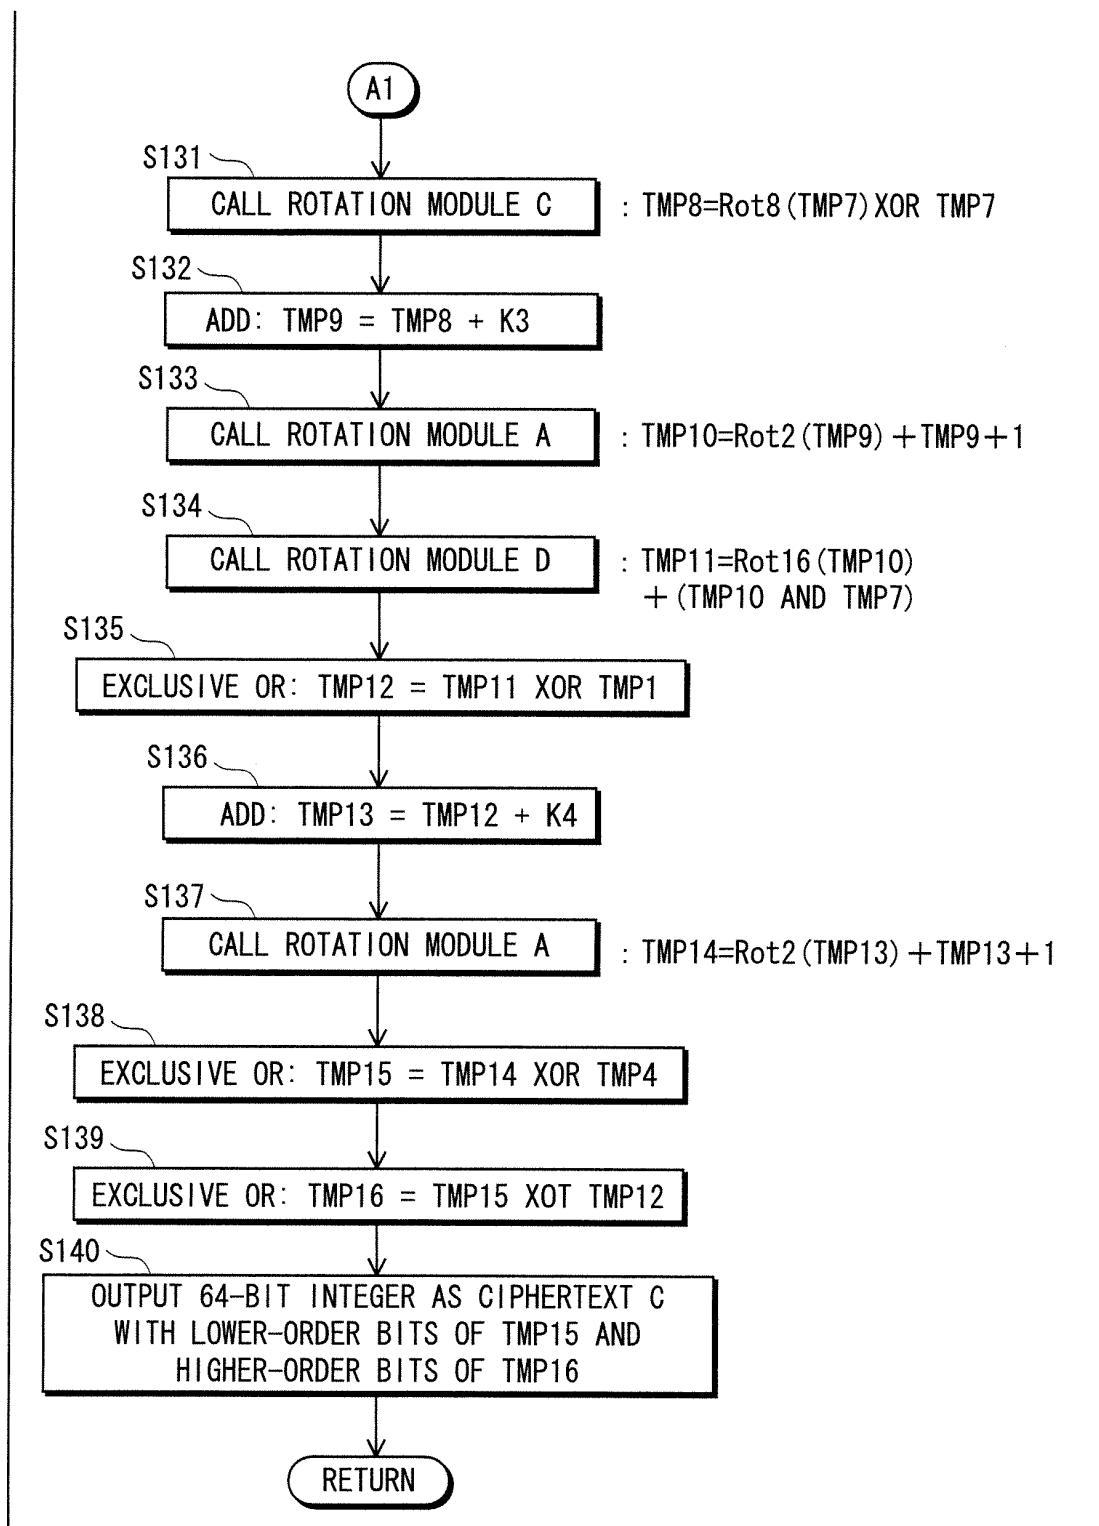 A1
S131
CALL ROTATION MODULE C : TMP8=Rot8(TMP7)XOR TMP7
S132
ADD: TMP9 = TMP8 + K3
S133
CALL ROTATION MODULE A : TMP10=Rot2(TMP9)+TMP9+1
S134
CALL ROTATION MODULE D : TMP11=Rot16(TMP10)
+(TMP10 AND TMP7)
S135
EXCLUSIVE OR: TMP12 = TMP11 XOR TMP1
S136
ADD: TMP13 = TMP12 + K4
S137
CALL ROTATION MODULE A : TMP14=Rot2(TMP13)+TMP13+1
S138
EXCLUSIVE OR: TMP15 = TMP14 XOR TMP4
S139
EXCLUSIVE OR: TMP16 = TMP15 XOT TMP12
S140
OUTPUT 64-BIT INTEGER AS CIPHERTEXT C
WITH LOWER-ORDER BITS OF TMP15 AND
HIGHER-ORDER BITS OF TMP16
RETURN